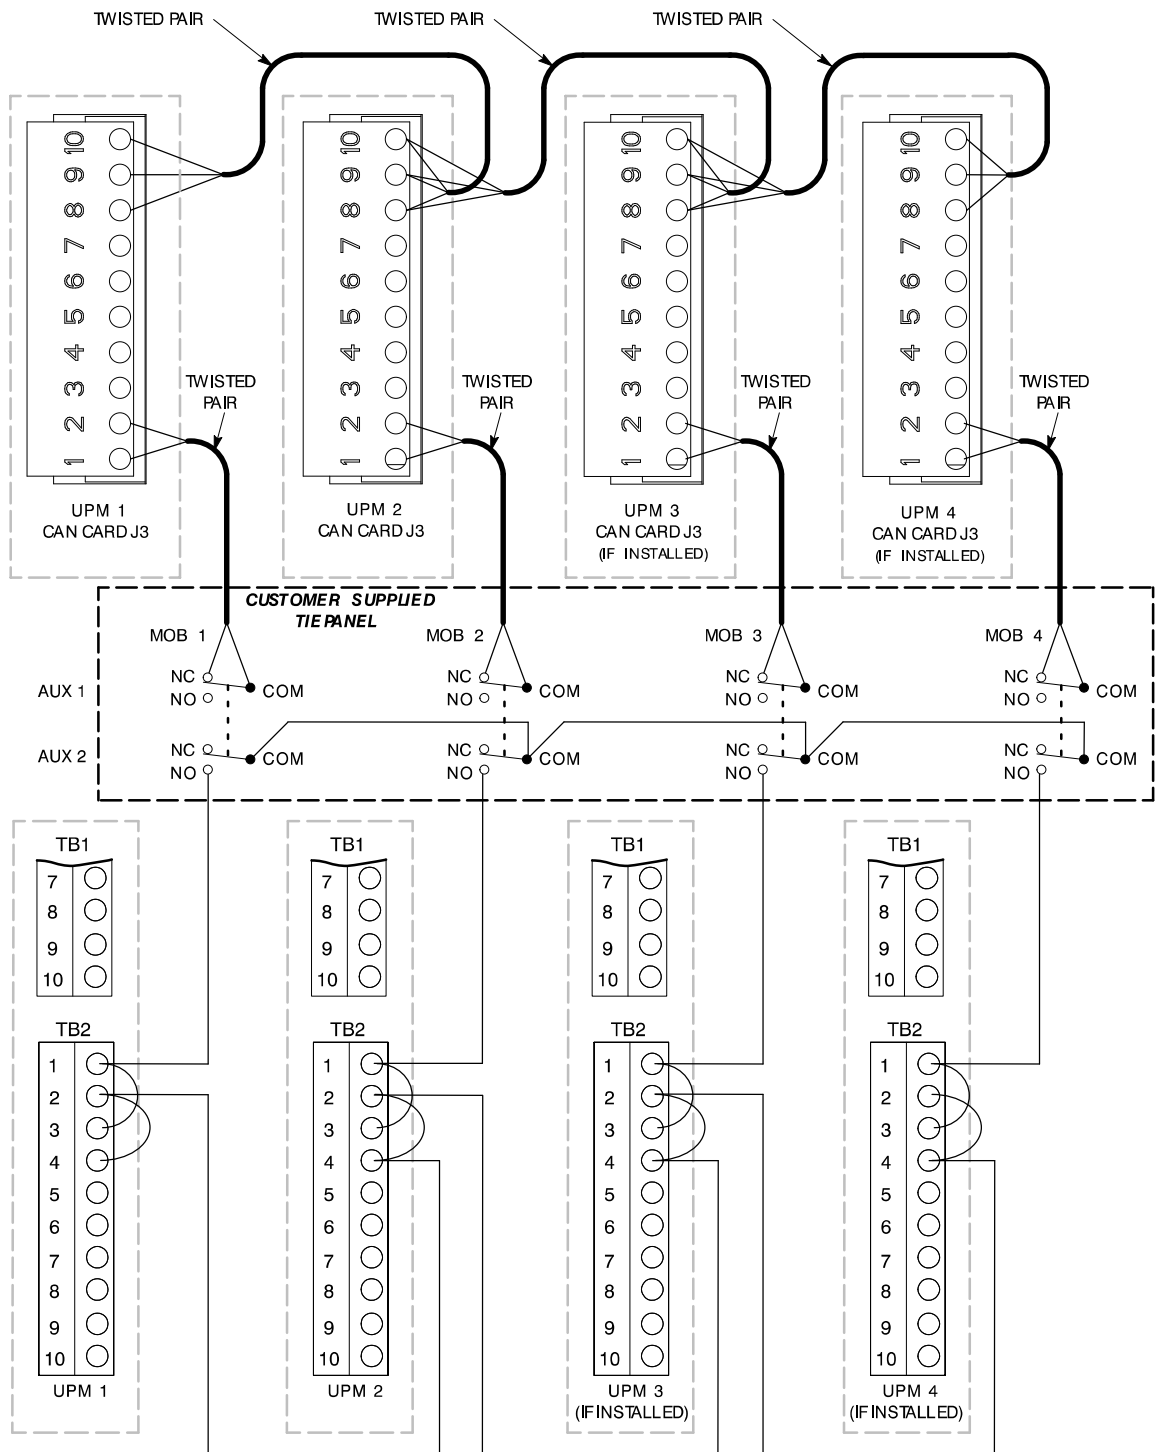 TWISTED PAIR TWISTED PAIR TWISTED PAIR
10 10 10 10
9 9 9 9
8 8 8 8
7 7 7 7
6 6 6 6
5 5 5 5
4 4 4 4
3 3 3 3
2 2 2 2
1 1 1 1
TWISTED PAIR TWISTED PAIR TWISTED PAIR TWISTED PAIR
UPM 1 UPM 2 UPM 3 UPM 4
CAN CARD J3 CAN CARD J3 CAN CARD J3 CAN CARD J3
(IF INSTALLED) (IF INSTALLED)
CUSTOMER SUPPLIED
TIE PANEL
MOB 1 MOB 2 MOB 3 MOB 4
NC NC NC NC
AUX 1 COM COM COM COM
NO NO NO NO
NC NC NC NC
AUX 2 COM COM COM COM
NO NO NO NO
TB1 TB1 TB1 TB1
7 7 7 7
8 8 8 8
9 9 9 9
10 10 10 10
TB2 TB2 TB2 TB2
1 1 1 1
2 2 2 2
3 3 3 3
4 4 4 4
5 5 5 5
6 6 6 6
7 7 7 7
8 8 8 8
9 9 9 9
10 10 10 10
UPM 1 UPM 2 UPM 3 UPM 4
(IF INSTALLED) (IF INSTALLED)